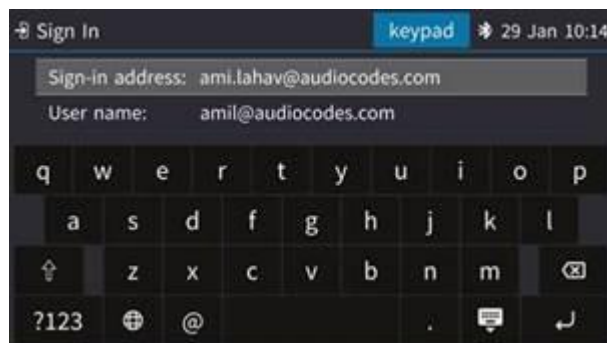 Sign In keypad 29 Jan 10:14
Sign-in address: ami.lahav@audiocodes.com
User name: amil@audiocodes.com
q w e r t y u i o p
a s d f g h j k l
z x c v b n m
?123 @ .